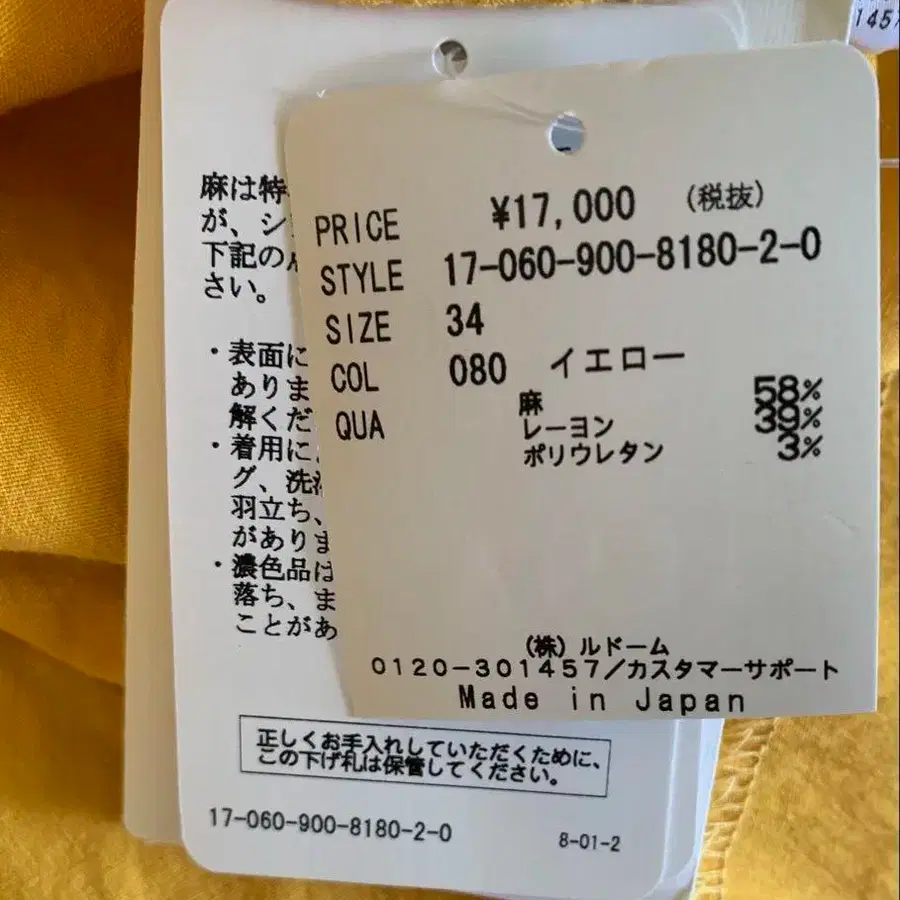 1457
PRICE ¥17,000 (税抜)
STYLE 17-060-900-8180-2-0
SIZE 34
COL 080 イエロー
QUA 麻 58%
レーヨン 39%
ポリウレタン 3%
(株)ルドーム
0120-301457/カスタマーサポート
Made in Japan
麻は特
が、シ
下記の
さい。
・表面に
ありま
解くだ
・着用に
グ、洗
羽立ち、
がありま
・濃色品は
落ち、ま
ことがあ
正しくお手入れしていただくために、
この下げ札は保管してください。
17-060-900-8180-2-0
8-01-2